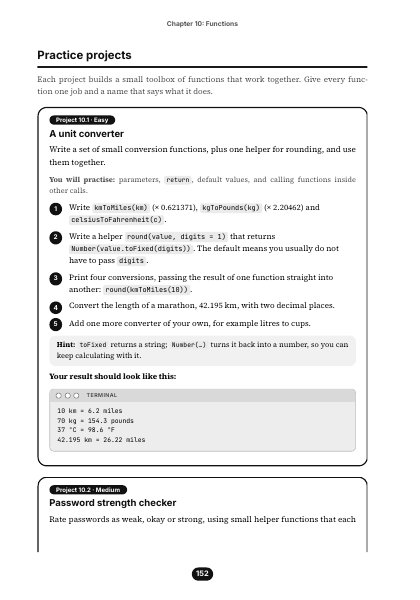 Chapter 10: Functions
Practice projects
Each project builds a small toolbox of functions that work together. Give every func-
tion one job and a name that says what it does.
Project 10.1 · Easy
A unit converter
Write a set of small conversion functions, plus one helper for rounding, and use
them together.
You will practise: parameters, return, default values, and calling functions inside
other calls.
1 Write kmToMiles(km) (× 0.621371), kgToPounds(kg) (× 2.20462) and
celsiusToFahrenheit(c).
2 Write a helper round(value, digits = 1) that returns
Number(value.toFixed(digits)). The default means you usually do not
have to pass digits.
3 Print four conversions, passing the result of one function straight into
another: round(kmToMiles(10)).
4 Convert the length of a marathon, 42.195 km, with two decimal places.
5 Add one more converter of your own, for example litres to cups.
Hint: toFixed returns a string; Number(…) turns it back into a number, so you can
keep calculating with it.
Your result should look like this:
TERMINAL
10 km = 6.2 miles
70 kg = 154.3 pounds
37 °C = 98.6 °F
42.195 km = 26.22 miles
Project 10.2 · Medium
Password strength checker
Rate passwords as weak, okay or strong, using small helper functions that each
152